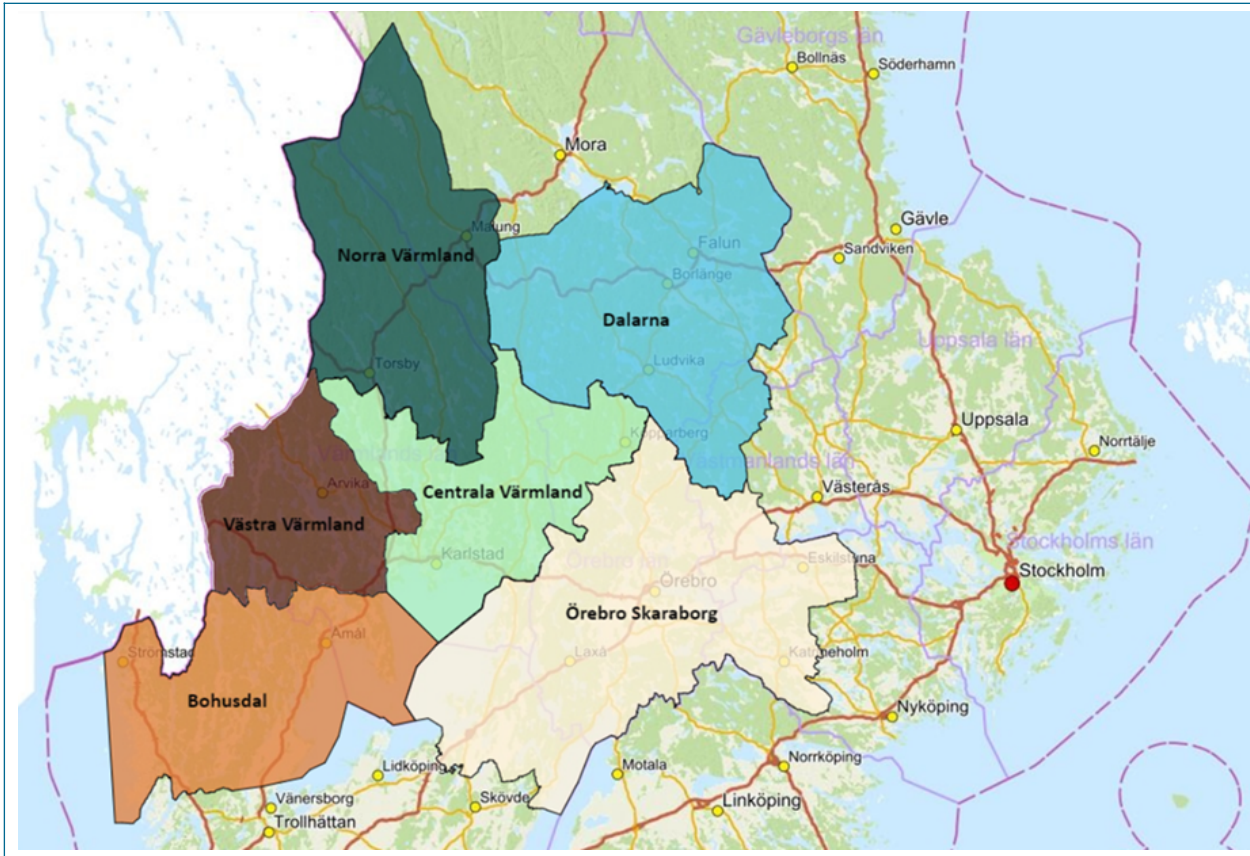 Gävleborgs län
Bollnäs
Söderhamn
Mora
Gävle
Malung
Falun
Sandviken
Norra Värmland
Borlänge
Dalarna
Uppsala län
Torsby
Ludvika
Uppsala
Kopparberg
Norrtälje
Värmlands län
Västmanlands län
Arvika
Centrala Värmland
Västerås
Västra Värmland
Stockholms län
Karlstad
Örebro län
Eskilstuna
Stockholm
Örebro
Örebro Skaraborg
Åmål
Strömstad
Laxå
Katrineholm
Bohusdal
Nyköping
Lidköping
Motala
Norrköping
Vänersborg
Skövde
Linköping
Trollhättan